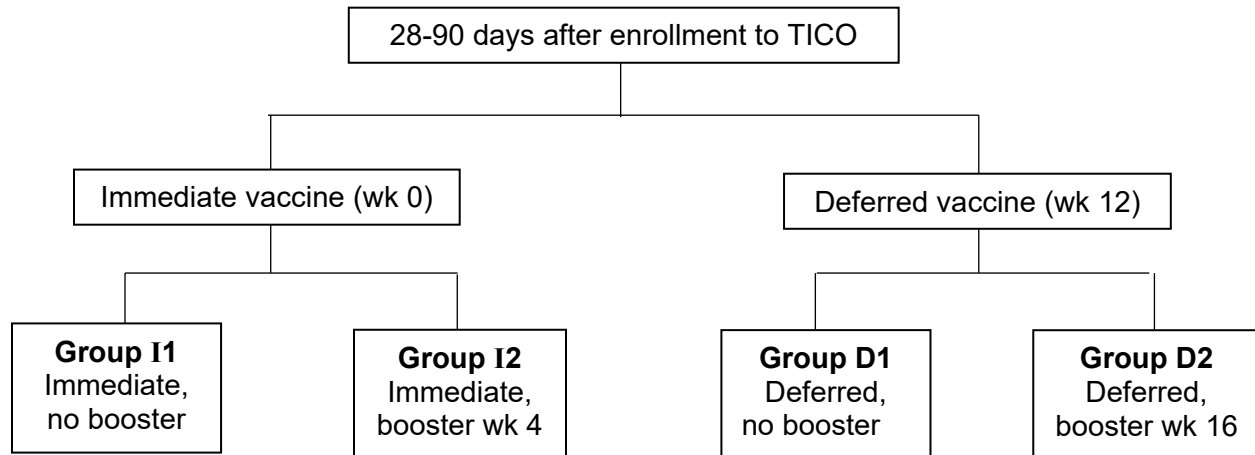 28-90 days after enrollment to TICO
Immediate vaccine (wk 0)
Deferred vaccine (wk 12)
Group I1
Immediate,
no booster
Group I2
Immediate,
booster wk 4
Group D1
Deferred,
no booster
Group D2
Deferred,
booster wk 16